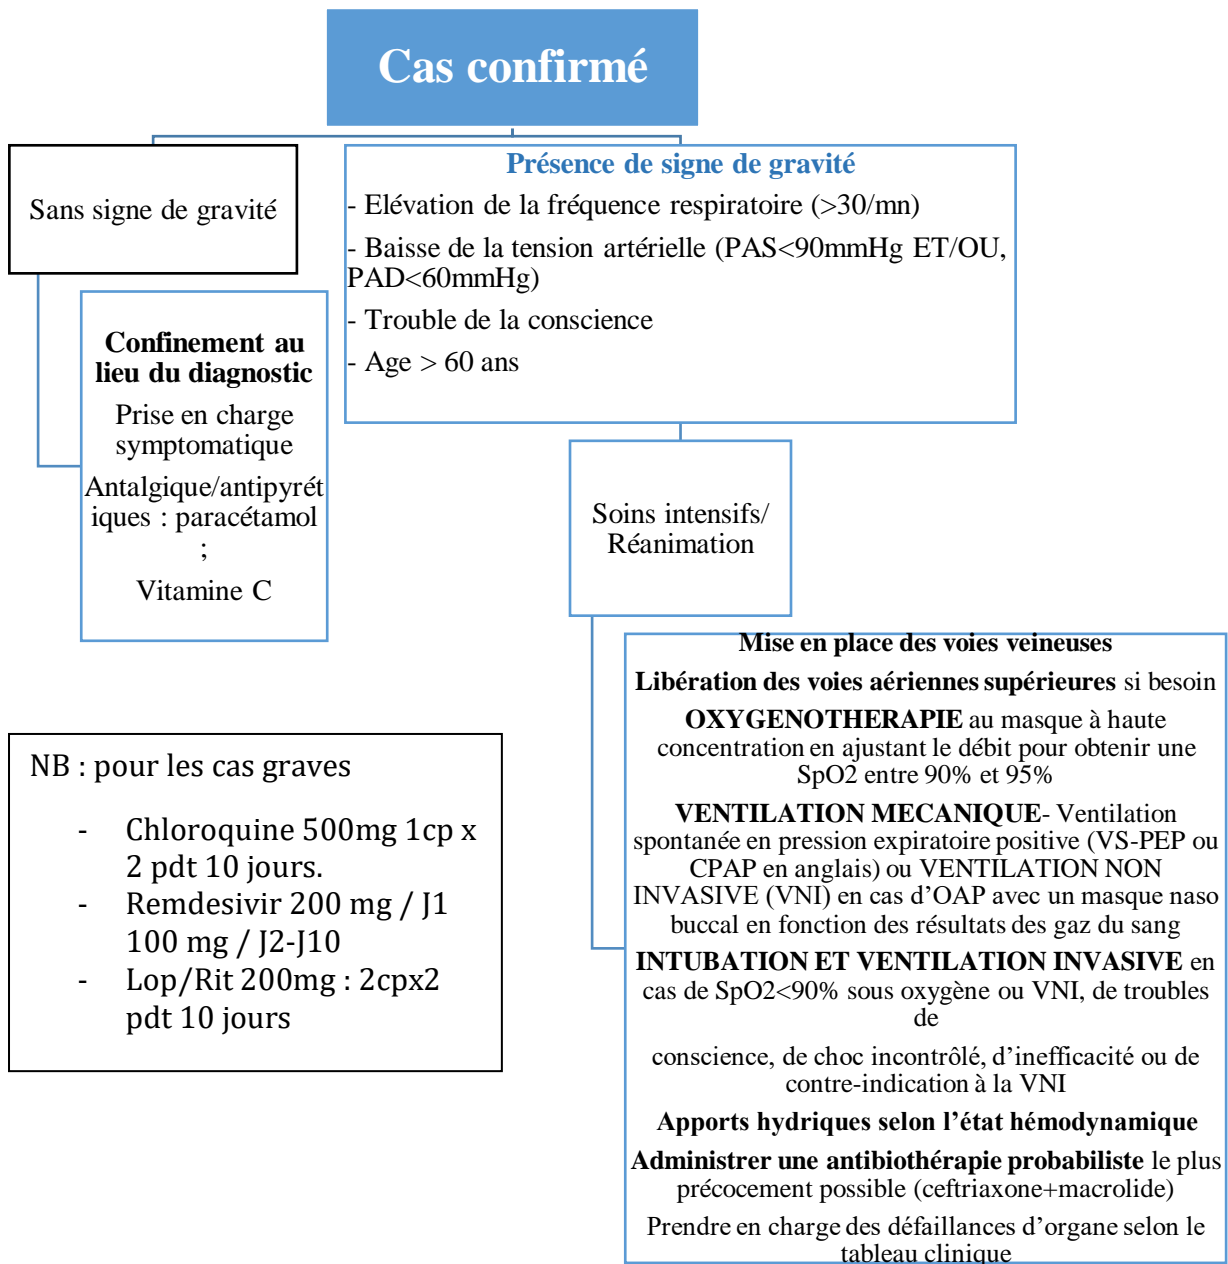 Cas confirmé
Sans signe de gravité
Confinement au
lieu du diagnostic
Prise en charge
symptomatique
Antalgique/antipyrét
iques : paracétamol
;
Vitamine C
Présence de signe de gravité
- Elévation de la fréquence respiratoire (>30/mn)
- Baisse de la tension artérielle (PAS<90mmHg ET/OU,
PAD<60mmHg)
- Trouble de la conscience
- Age > 60 ans
Soins intensifs/
Réanimation
Mise en place des voies veineuses
Libération des voies aériennes supérieures si besoin
OXYGENOTHERAPIE au masque à haute
concentration en ajustant le débit pour obtenir une
SpO2 entre 90% et 95%
VENTILATION MECANIQUE- Ventilation
spontanée en pression expiratoire positive (VS-PEP ou
CPAP en anglais) ou VENTILATION NON
INVASIVE (VNI) en cas d’OAP avec un masque naso
buccal en fonction des résultats des gaz du sang
INTUBATION ET VENTILATION INVASIVE en
cas de SpO2<90% sous oxygène ou VNI, de troubles
de
conscience, de choc incontrôlé, d’inefficacité ou de
contre-indication à la VNI
Apports hydriques selon l’état hémodynamique
Administrer une antibiothérapie probabiliste le plus
précocement possible (ceftriaxone+macrolide)
Prendre en charge des défaillances d’organe selon le
tableau clinique
NB : pour les cas graves
- Chloroquine 500mg 1cp x
2 pdt 10 jours.
- Remdesivir 200 mg / J1
100 mg / J2-J10
- Lop/Rit 200mg : 2cpx2
pdt 10 jours